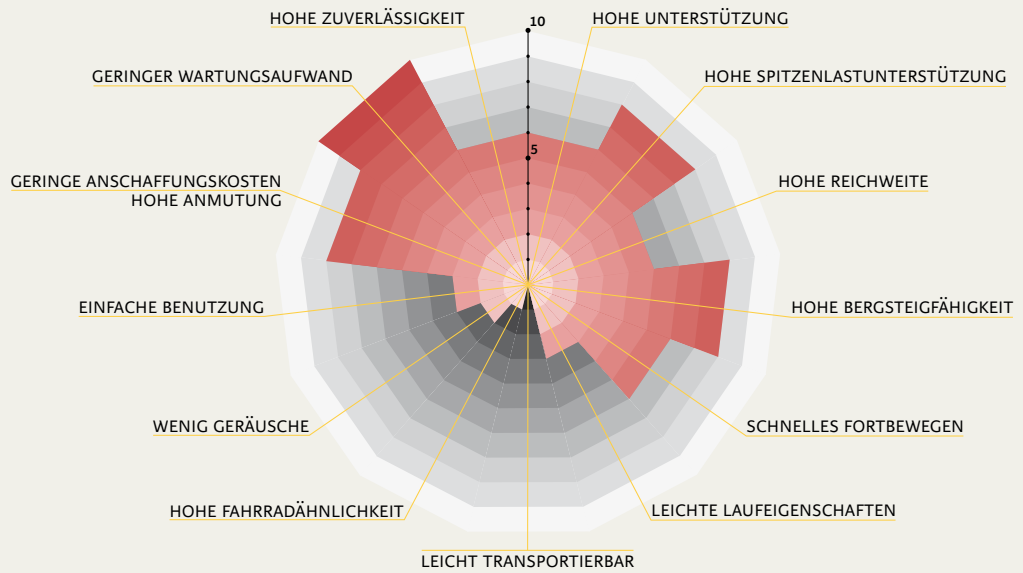 10
HOHE ZUVERLÄSSIGKEIT
HOHE UNTERSTÜTZUNG
GERINGER WARTUNGSAUFWAND
HOHE SPITZENLASTUNTERSTÜTZUNG
5
GERINGE ANSCHAFFUNGSKOSTEN
HOHE ANMUTUNG
HOHE REICHWEITE
EINFACHE BENUTZUNG
HOHE BERGSTEIGFÄHIGKEIT
WENIG GERÄUSCHE
SCHNELLES FORTBEWEGEN
HOHE FAHRRADÄHNLICHKEIT
LEICHTE LAUFEIGENSCHAFTEN
LEICHT TRANSPORTIERBAR